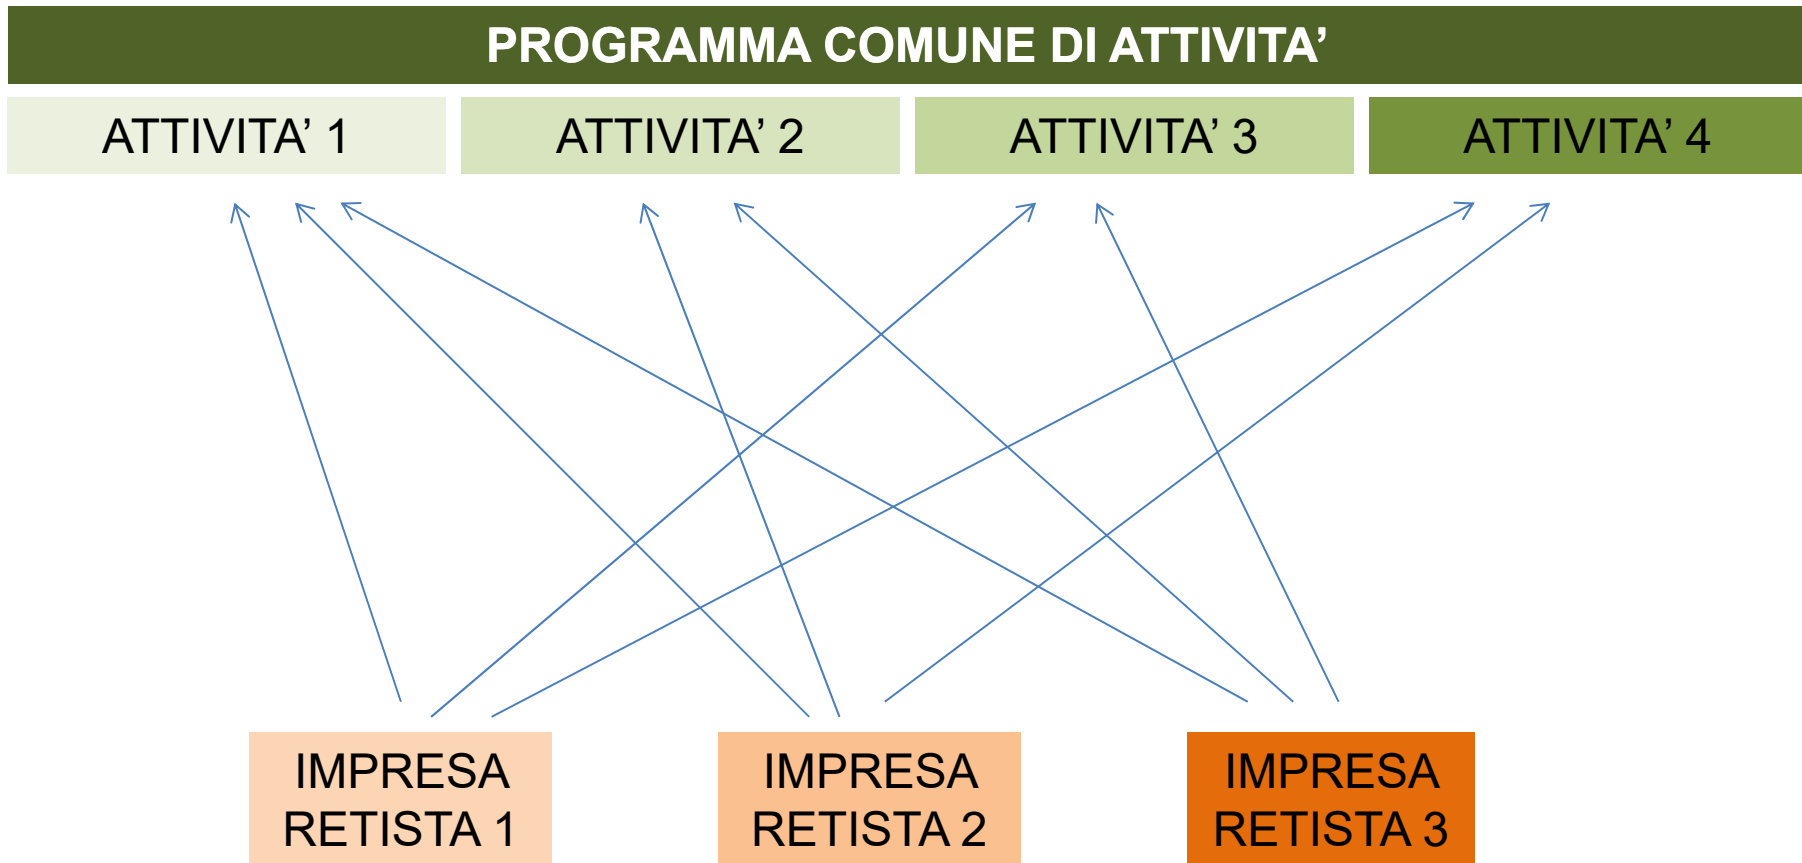 PROGRAMMA COMUNE DI ATTIVITA’
ATTIVITA’ 1
ATTIVITA’ 2
ATTIVITA’ 3
ATTIVITA’ 4
IMPRESA
RETISTA 1
IMPRESA
RETISTA 2
IMPRESA
RETISTA 3